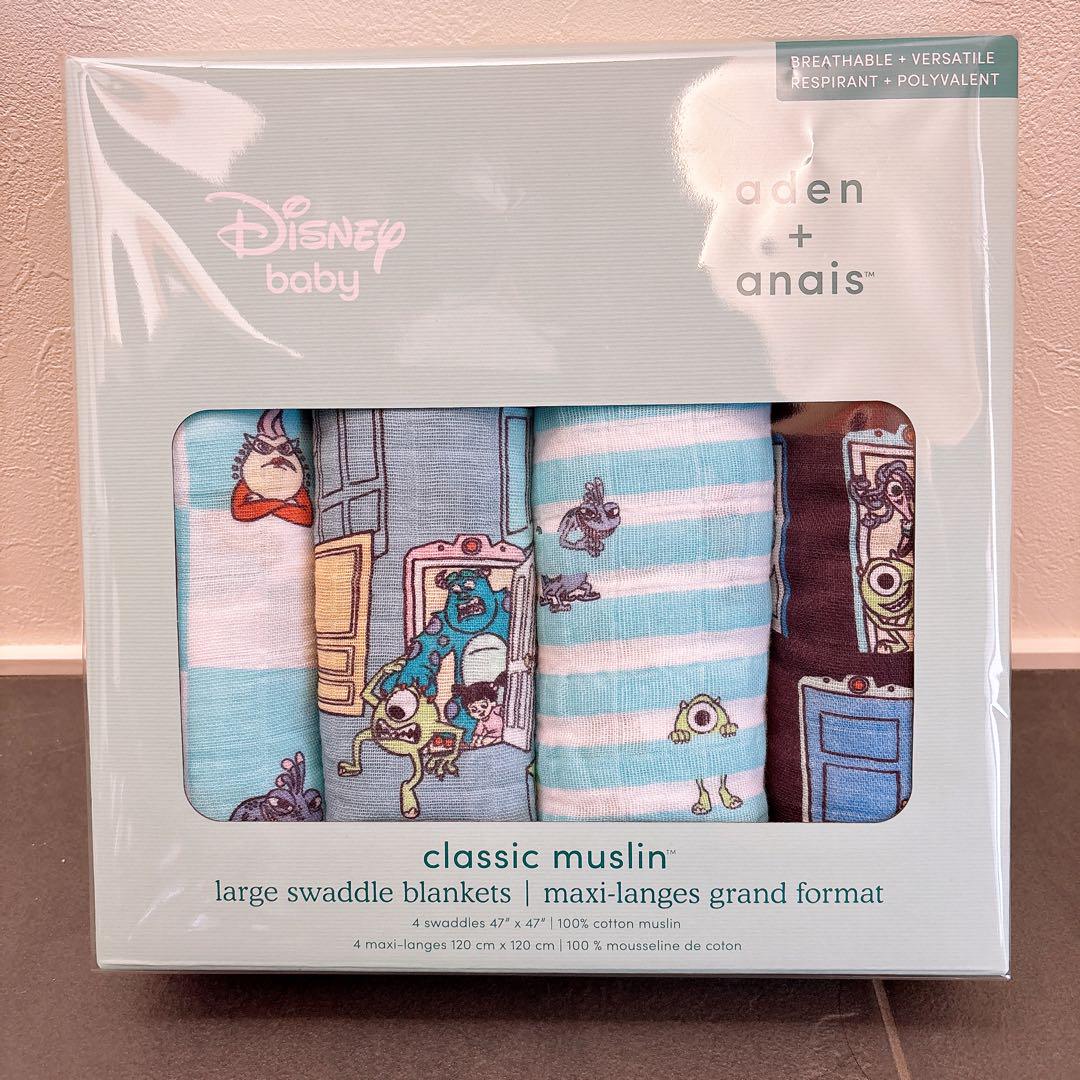 BREATHABLE + VERSATILE
RESPIRANT + POLYVALENT
Disney
baby
aden
+
anais™
classic muslin™
large swaddle blankets | maxi-langes grand format
4 swaddles 47" x 47" | 100% cotton muslin
4 maxi-langes 120 cm x 120 cm | 100 % mousseline de coton